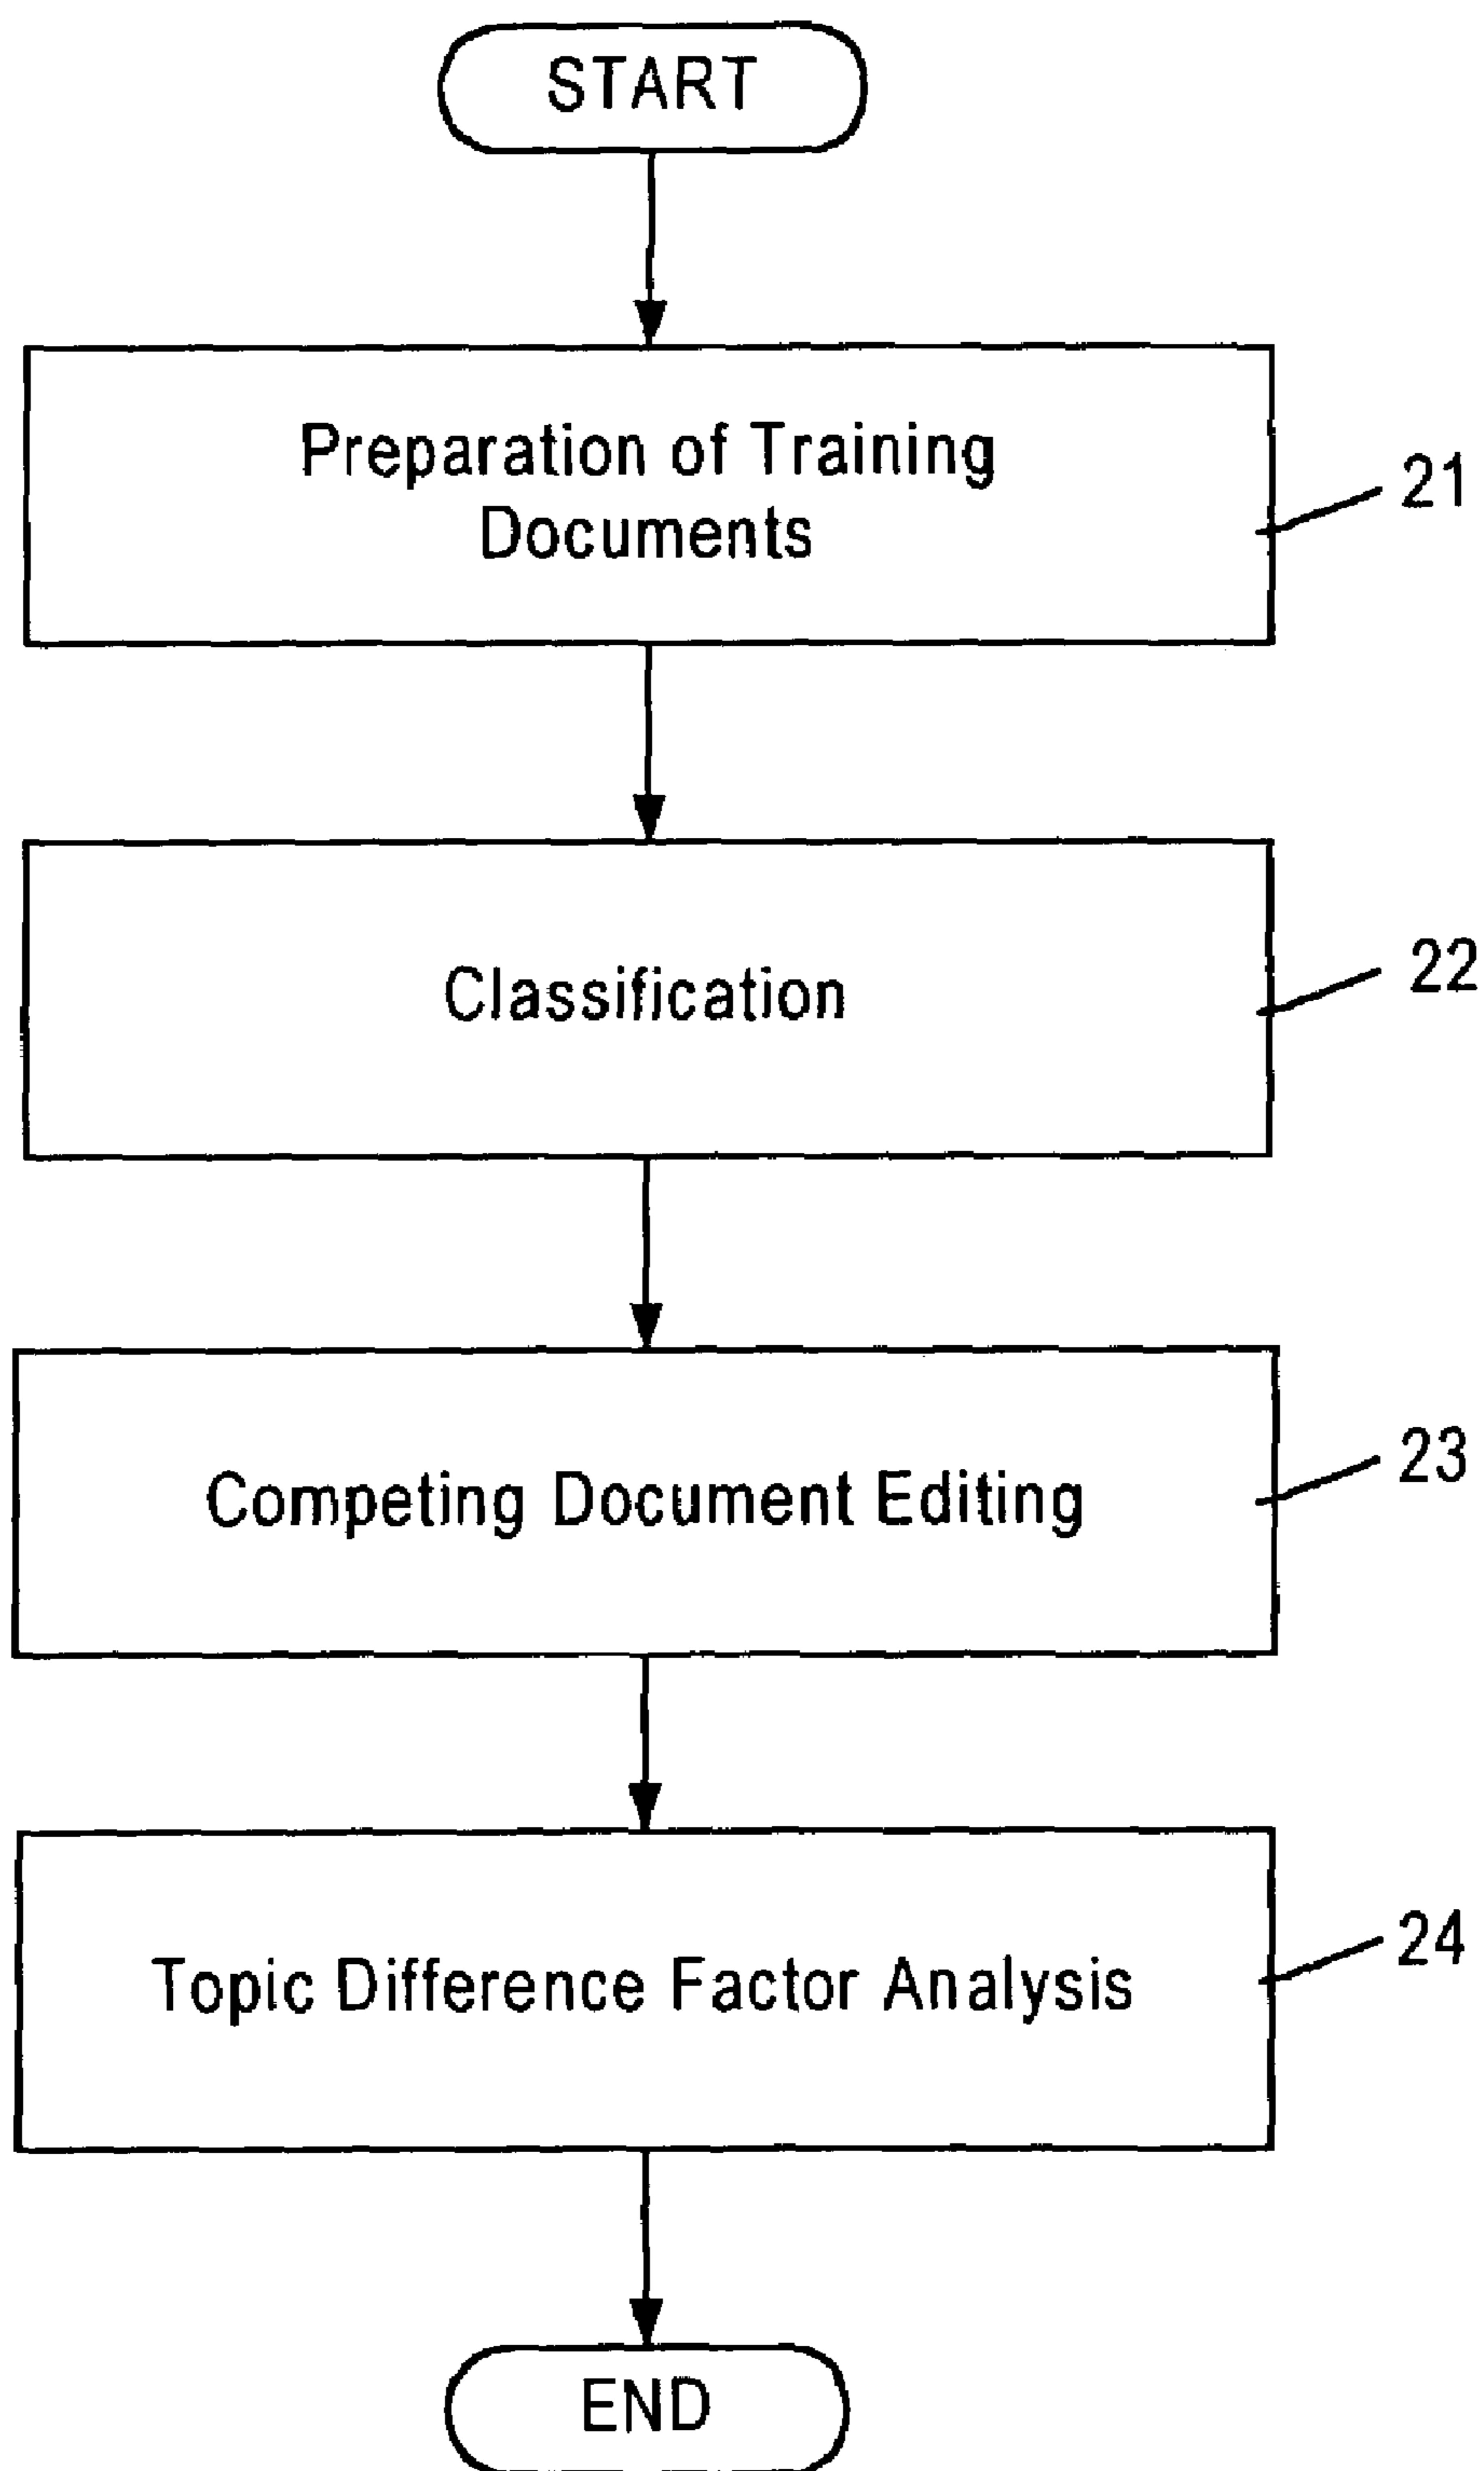 START
Preparation of Training
Documents
21
Classification
22
Competing Document Editing
23
Topic Difference Factor Analysis
24
END